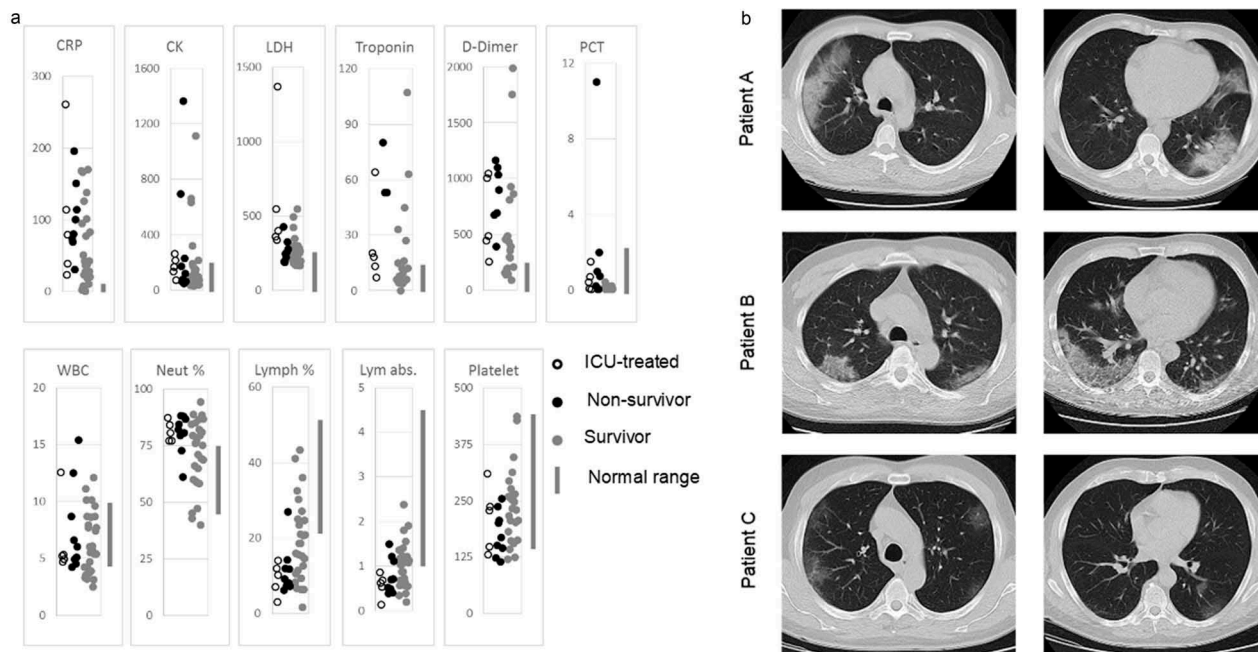 a
CRP
300
200
100
0
CK
1600
1200
800
400
0
LDH
1500
1000
500
0
Troponin
120
90
60
30
0
D-Dimer
2000
1500
1000
500
0
PCT
12
8
4
0
WBC
20
15
10
5
0
Neut %
100
75
50
25
0
Lymph %
60
40
20
0
Lym abs.
5
4
3
2
1
0
Platelet
500
375
250
125
0
ICU-treated
Non-survivor
Survivor
Normal range
b
Patient A
Patient B
Patient C